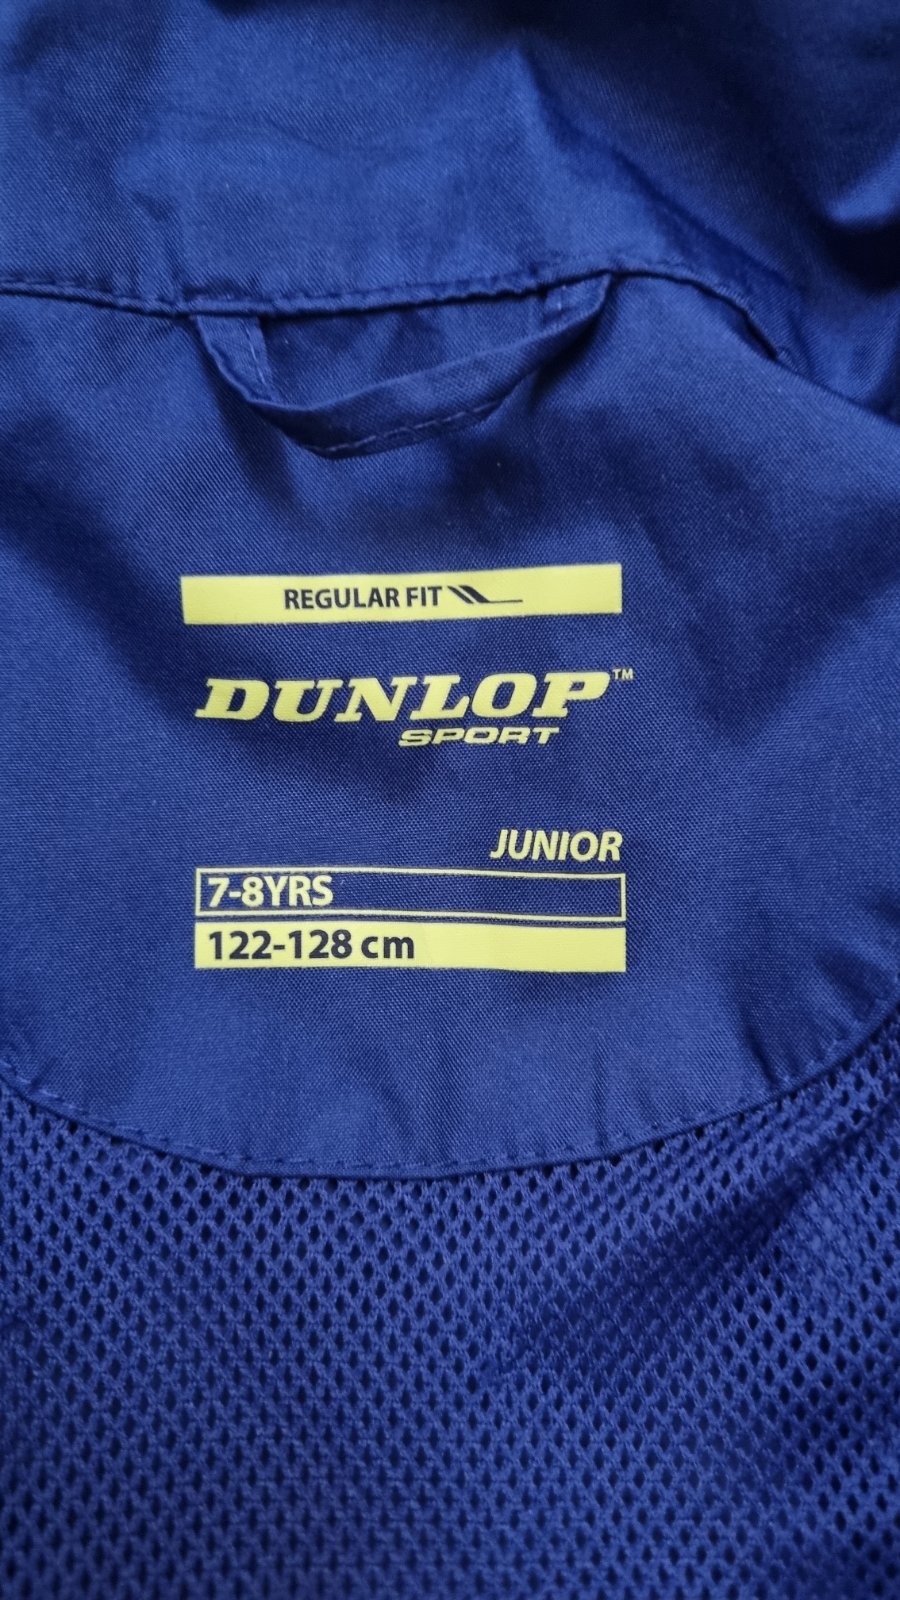 REGULAR FIT
DUNLOP™
SPORT
JUNIOR
7-8YRS
122-128 cm